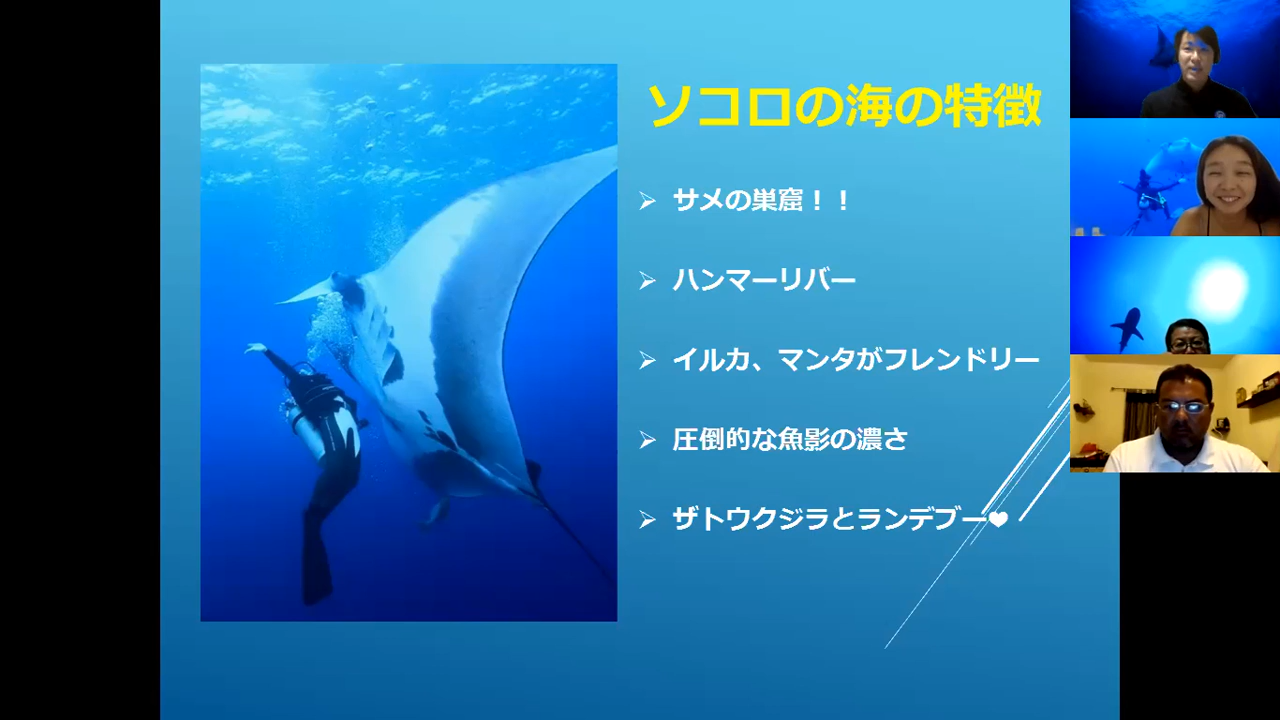 ソコロの海の特徴
サメの巣窟！！
ハンマーリバー
イルカ、マンタがフレンドリー
圧倒的な魚影の濃さ
ザトウクジラとランデブー♥